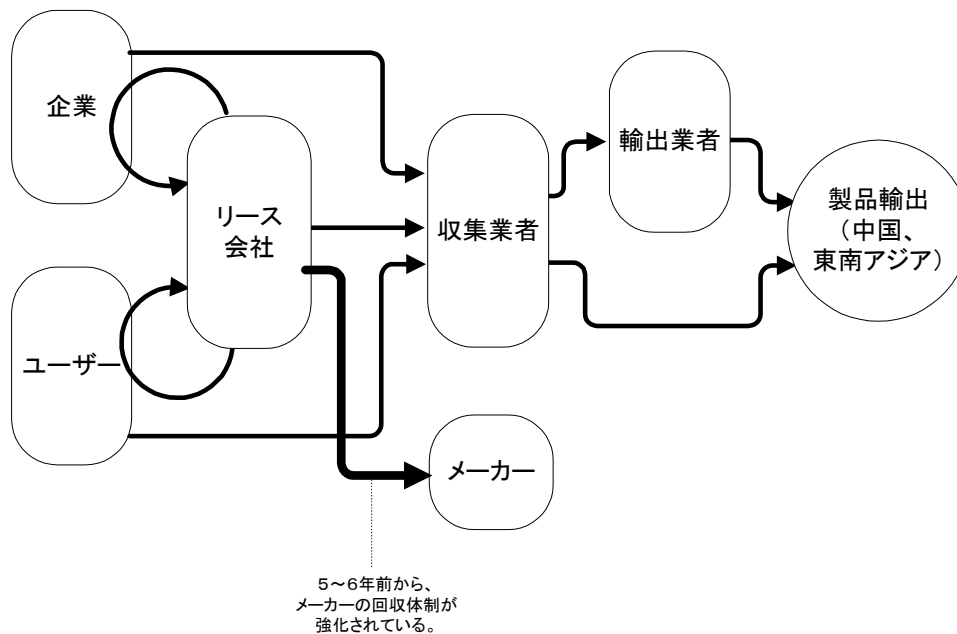 企業
リース
会社
ユーザー
収集業者
輸出業者
製品輸出
(中国、
東南アジア)
メーカー
5~6年前から、
メーカーの回収体制が
強化されている。